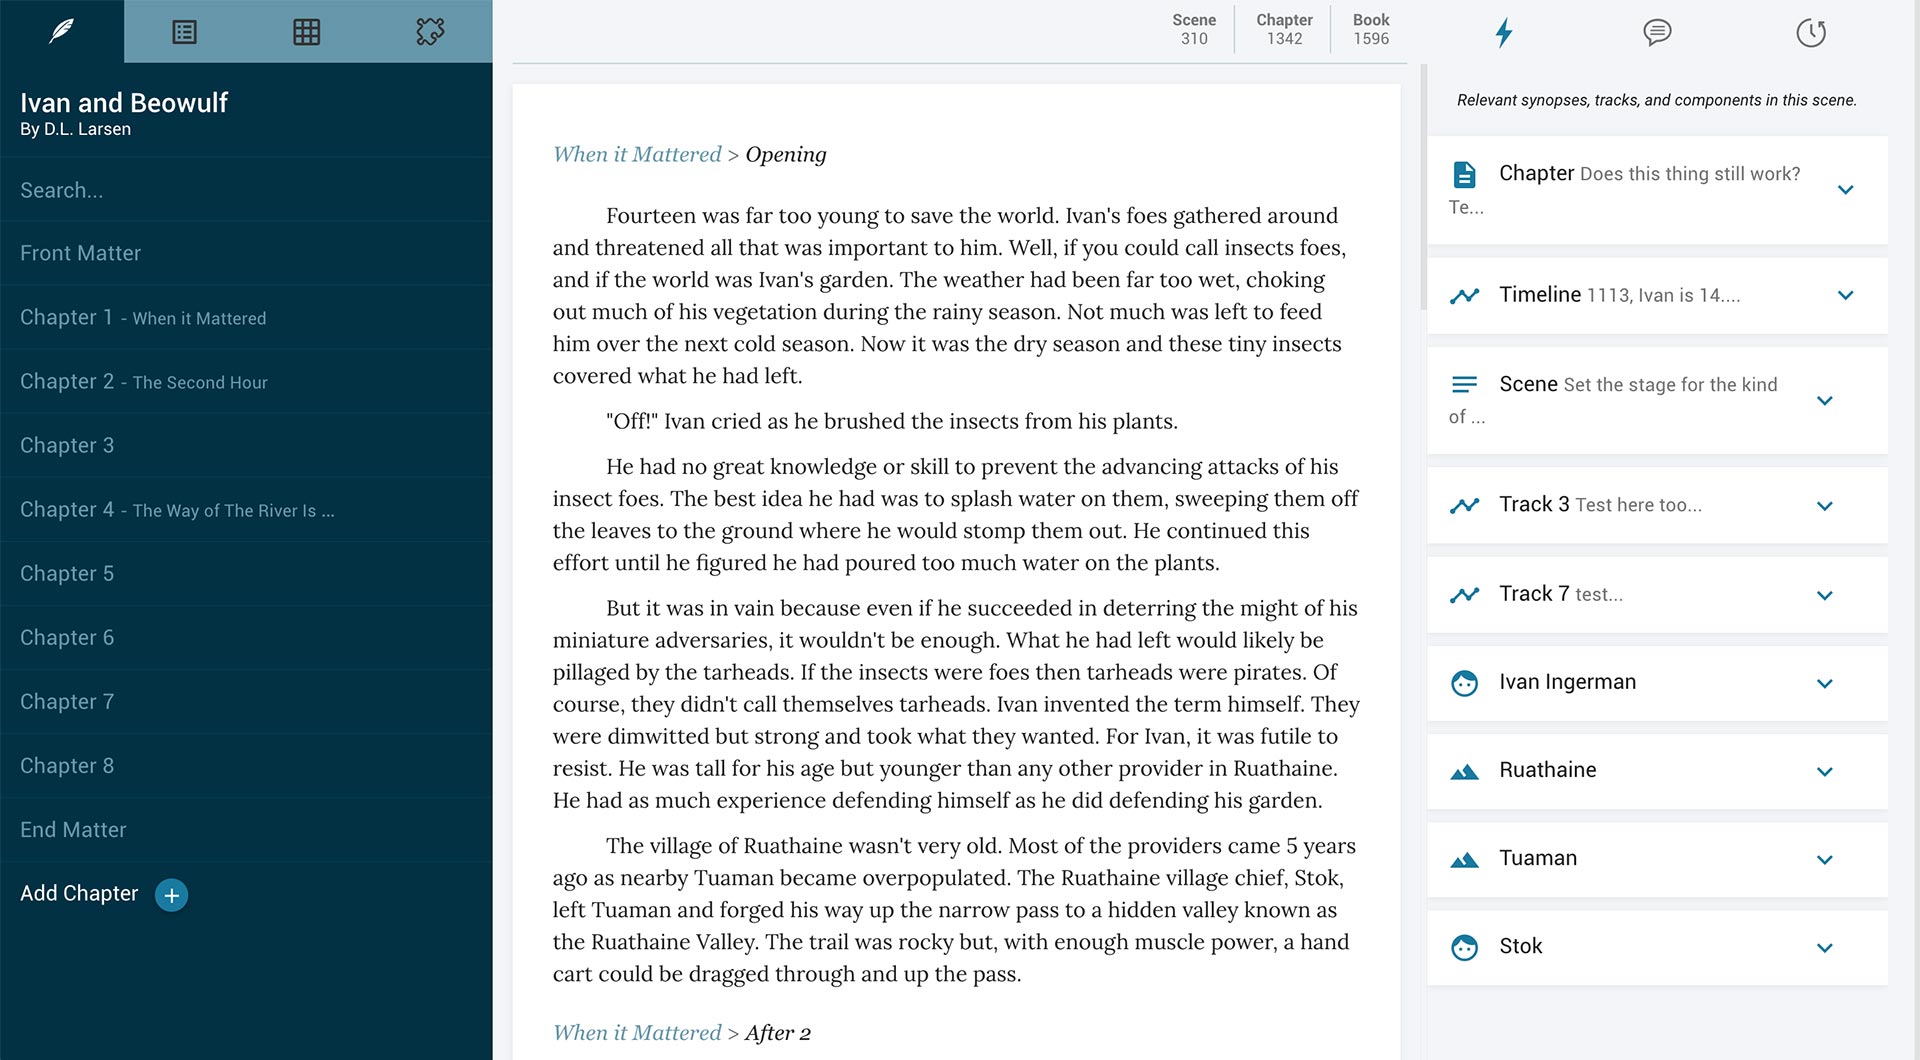 Ivan and Beowulf
By D.L. Larsen
Search...
Front Matter
Chapter 1 - When it Mattered
Chapter 2 - The Second Hour
Chapter 3
Chapter 4 - The Way of The River Is ...
Chapter 5
Chapter 6
Chapter 7
Chapter 8
End Matter
Add Chapter +
Scene Chapter Book
310 1342 1596
When it Mattered > Opening
Fourteen was far too young to save the world. Ivan's foes gathered around
and threatened all that was important to him. Well, if you could call insects foes,
and if the world was Ivan's garden. The weather had been far too wet, choking
out much of his vegetation during the rainy season. Not much was left to feed
him over the next cold season. Now it was the dry season and these tiny insects
covered what he had left.
"Off!" Ivan cried as he brushed the insects from his plants.
He had no great knowledge or skill to prevent the advancing attacks of his
insect foes. The best idea he had was to splash water on them, sweeping them off
the leaves to the ground where he would stomp them out. He continued this
effort until he figured he had poured too much water on the plants.
But it was in vain because even if he succeeded in deterring the might of his
miniature adversaries, it wouldn't be enough. What he had left would likely be
pillaged by the tarheads. If the insects were foes then tarheads were pirates. Of
course, they didn't call themselves tarheads. Ivan invented the term himself. They
were dimwitted but strong and took what they wanted. For Ivan, it was futile to
resist. He was tall for his age but younger than any other provider in Ruathaine.
He had as much experience defending himself as he did defending his garden.
The village of Ruathaine wasn't very old. Most of the providers came 5 years
ago as nearby Tuaman became overpopulated. The Ruathaine village chief, Stok,
left Tuaman and forged his way up the narrow pass to a hidden valley known as
the Ruathaine Valley. The trail was rocky but, with enough muscle power, a hand
cart could be dragged through and up the pass.
When it Mattered > After 2
Relevant synopses, tracks, and components in this scene.
Chapter Does this thing still work?
Te...
Timeline 1113, Ivan is 14....
Scene Set the stage for the kind
of ...
Track 3 Test here too...
Track 7 test...
Ivan Ingerman
Ruathaine
Tuaman
Stok